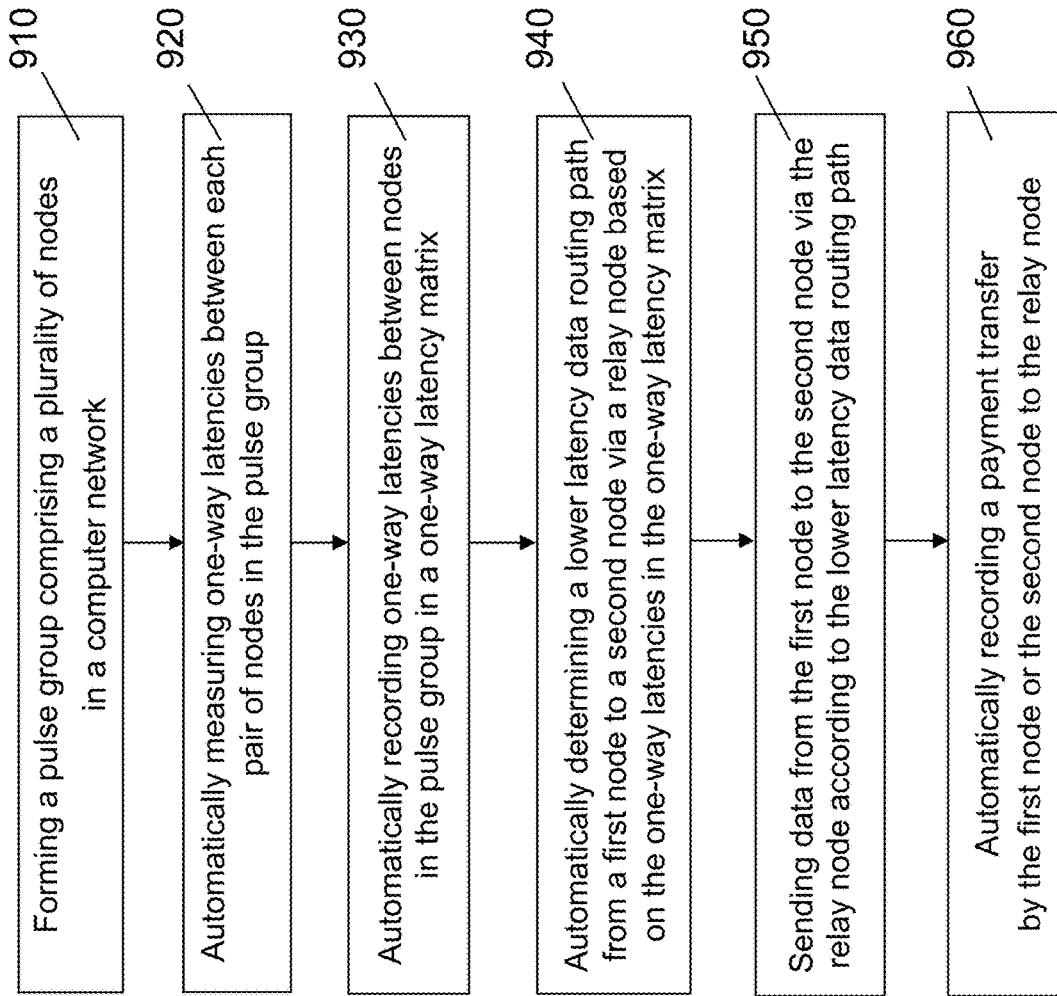 Forming a pulse group comprising a plurality of nodes
in a computer network
910
Automatically measuring one-way latencies between each
pair of nodes in the pulse group
920
Automatically recording one-way latencies between nodes
in the pulse group in a one-way latency matrix
930
Automatically determining a lower latency data routing path
from a first node to a second node via a relay node based
on the one-way latencies in the one-way latency matrix
940
Sending data from the first node to the second node via the
relay node according to the lower latency data routing path
950
Automatically recording a payment transfer
by the first node or the second node to the relay node
960